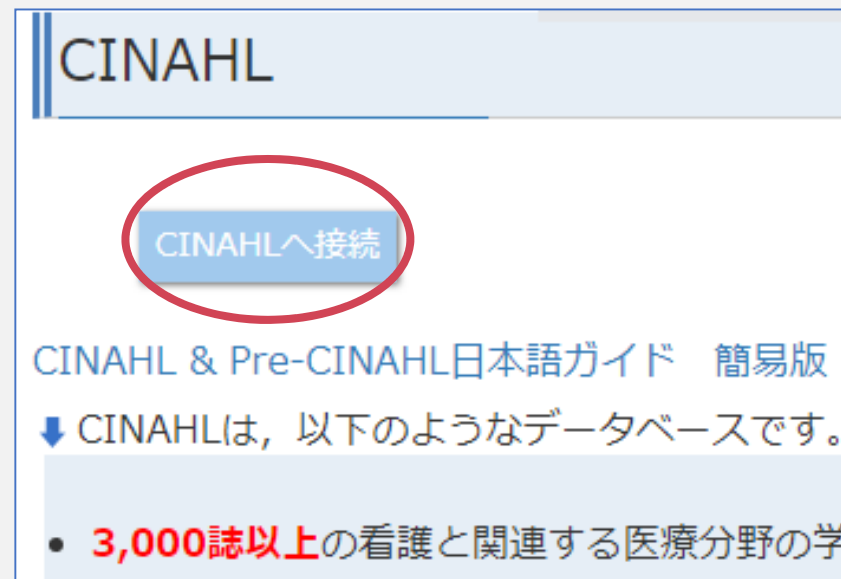 CINAHL
CINAHLへ接続
CINAHL & Pre-CINAHL日本語ガイド　簡易版
CINAHLは，以下のようなデータベースです。
• 3,000誌以上の看護と関連する医療分野の学